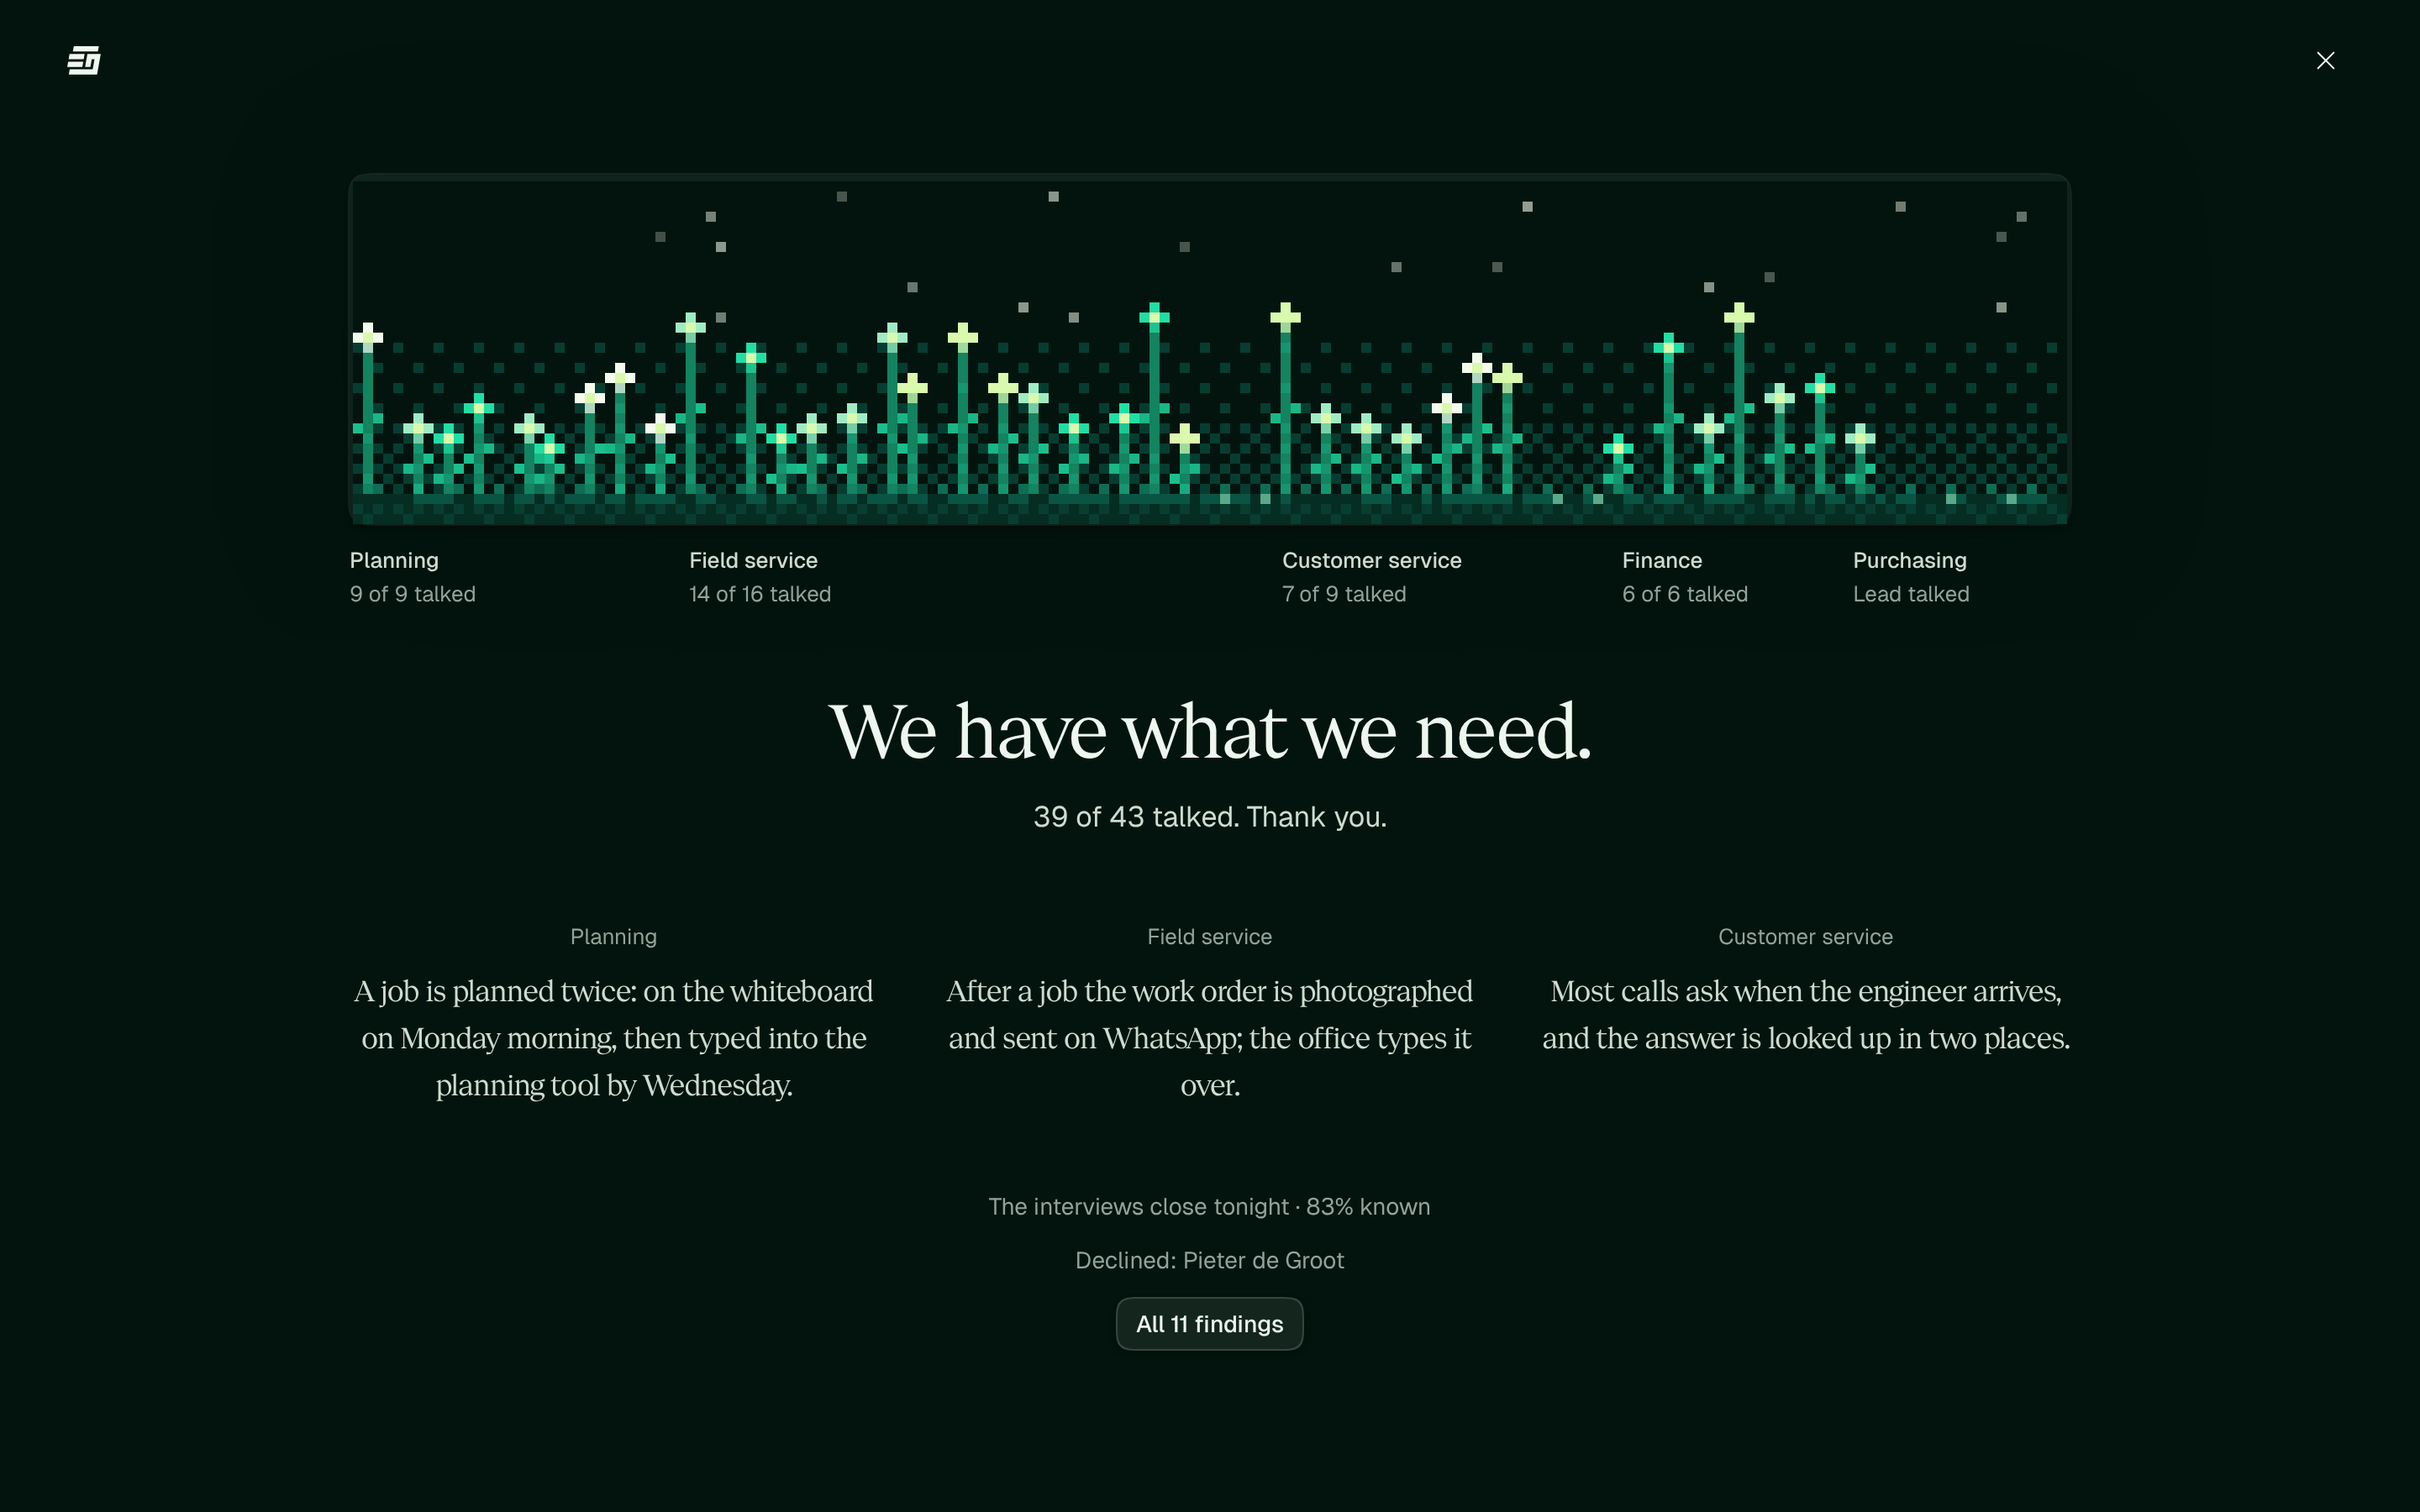 Planning
9 of 9 talked
Field service
14 of 16 talked
Customer service
7 of 9 talked
Finance
6 of 6 talked
Purchasing
Lead talked
We have what we need.
39 of 43 talked. Thank you.
Planning
A job is planned twice: on the whiteboard
on Monday morning, then typed into the
planning tool by Wednesday.
Field service
After a job the work order is photographed
and sent on WhatsApp; the office types it
over.
Customer service
Most calls ask when the engineer arrives,
and the answer is looked up in two places.
The interviews close tonight · 83% known
Declined: Pieter de Groot
All 11 findings